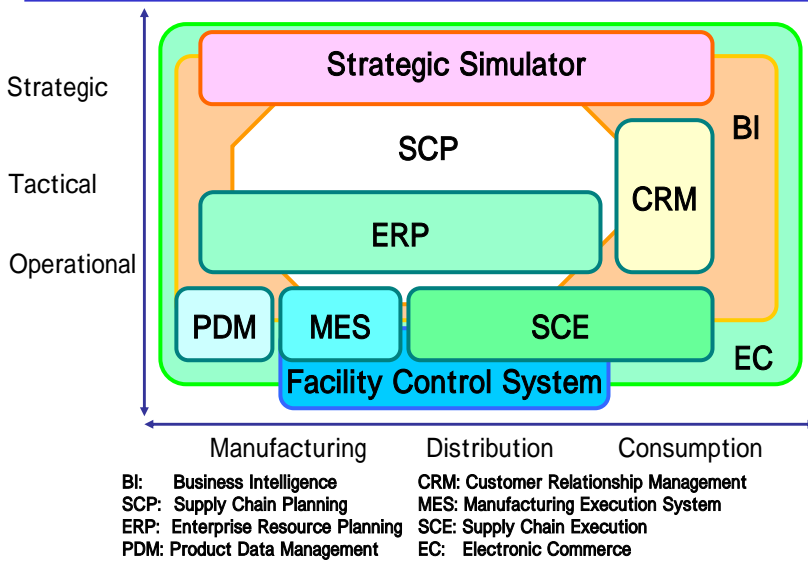 Strategic Simulator
Strategic
BI
SCP
Tactical
CRM
ERP
Operational
PDM
MES
SCE
EC
Facility Control System
Manufacturing
Distribution
Consumption
BI: Business Intelligence
CRM: Customer Relationship Management
SCP: Supply Chain Planning
MES: Manufacturing Execution System
ERP: Enterprise Resource Planning
SCE: Supply Chain Execution
PDM: Product Data Management
EC: Electronic Commerce